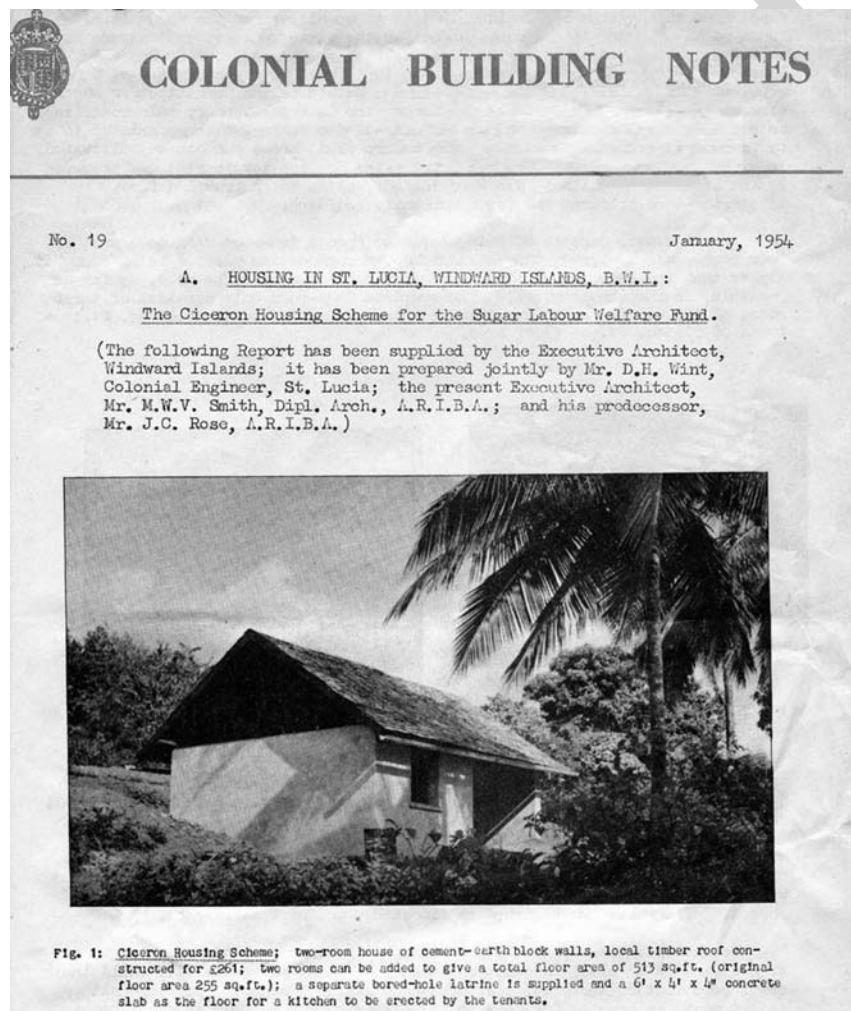 COLONIAL BUILDING NOTES
No. 19 January, 1954
A. HOUSING IN ST. LUCIA, WINDWARD ISLANDS, B.W.I.:
The Ciceron Housing Scheme for the Sugar Labour Welfare Fund.
(The following Report has been supplied by the Executive Architect,
Windward Islands; it has been prepared jointly by Mr. D.H. Wint,
Colonial Engineer, St. Lucia; the present Executive Architect,
Mr. M.W.V. Smith, Dipl. Arch., A.R.I.B.A.; and his predecessor,
Mr. J.C. Rose, A.R.I.B.A.)
Fig. 1: Ciceron Housing Scheme; two-room house of cement-earth block walls, local timber roof con-
structed for £261; two rooms can be added to give a total floor area of 513 sq.ft. (original
floor area 255 sq.ft.); a separate bored-hole latrine is supplied and a 6' x 4' x 4" concrete
slab as the floor for a kitchen to be erected by the tenants.